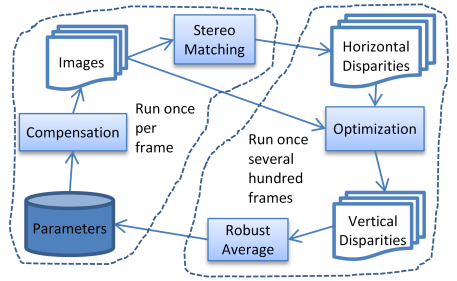 Stereo
Matching
Images
Horizontal
Disparities
Run once
per
frame
Compensation
Optimization
Run once
several
hundred
frames
Parameters
Robust
Average
Vertical
Disparities